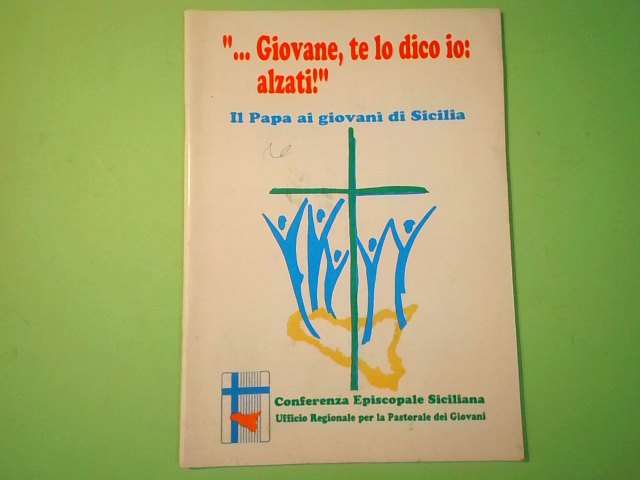 "... Giovane, te lo dico io:
alzati!"
Il Papa ai giovani di Sicilia
Conferenza Episcopale Siciliana
Ufficio Regionale per la Pastorale dei Giovani